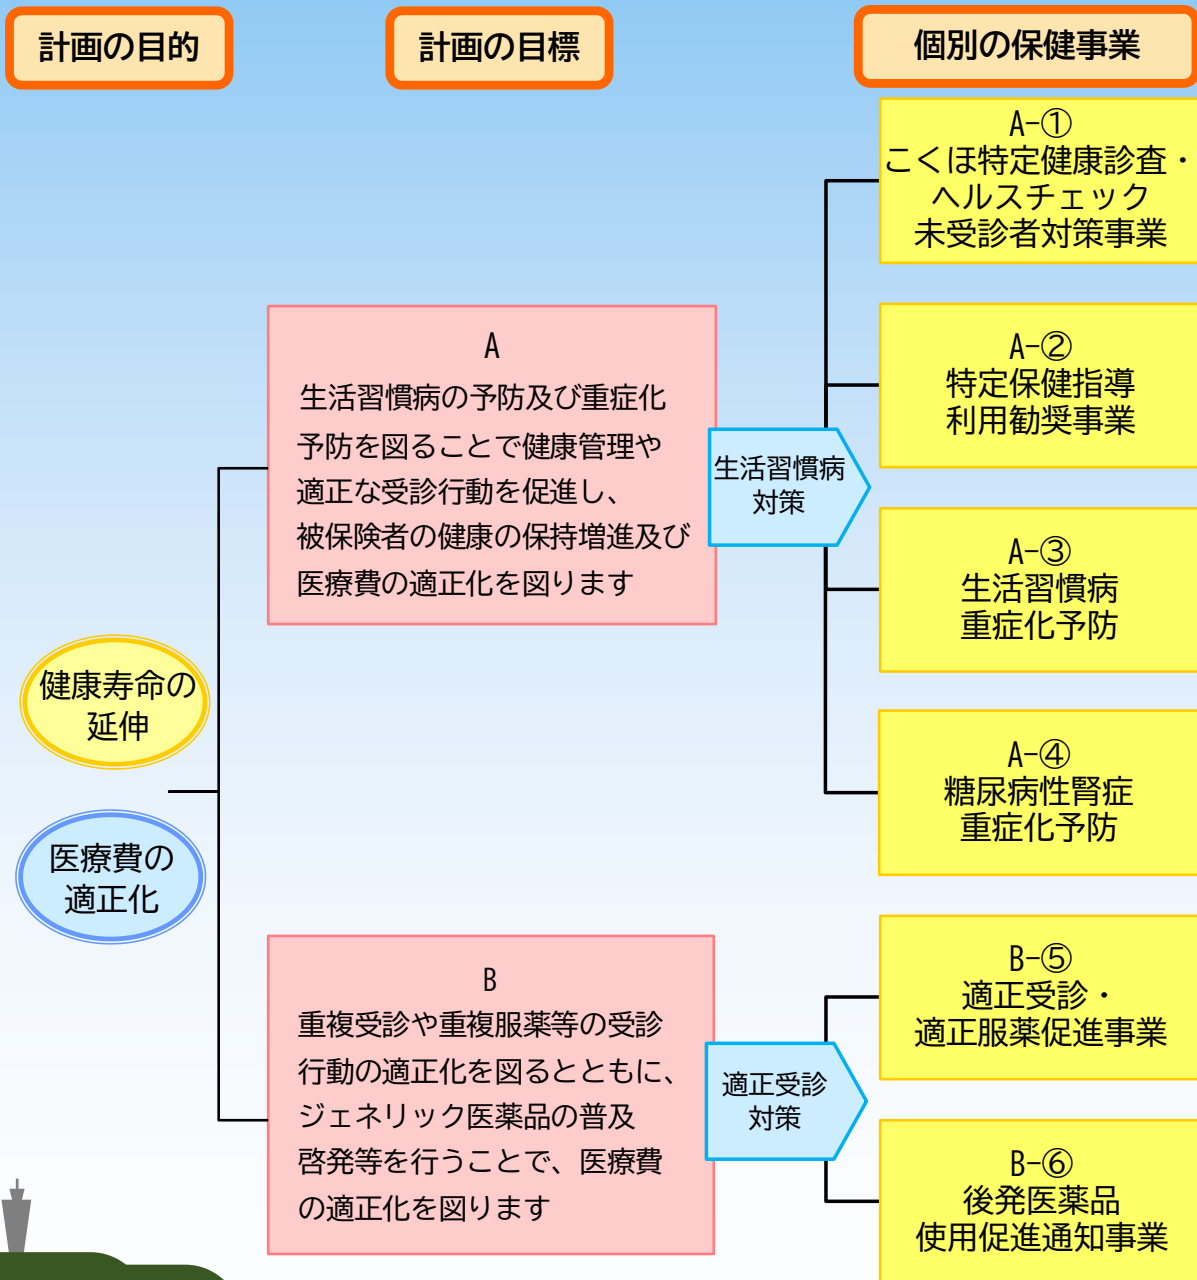 計画の目的
計画の目標
個別の保健事業
健康寿命の
延伸
医療費の
適正化
A
生活習慣病の予防及び重症化
予防を図ることで健康管理や
適正な受診行動を促進し、
被保険者の健康の保持増進及び
医療費の適正化を図ります
生活習慣病
対策
A-①
こくほ特定健康診査・
ヘルスチェック
未受診者対策事業
A-②
特定保健指導
利用勧奨事業
A-③
生活習慣病
重症化予防
A-④
糖尿病性腎症
重症化予防
B
重複受診や重複服薬等の受診
行動の適正化を図るとともに、
ジェネリック医薬品の普及
啓発等を行うことで、医療費
の適正化を図ります
適正受診
対策
B-⑤
適正受診・
適正服薬促進事業
B-⑥
後発医薬品
使用促進通知事業